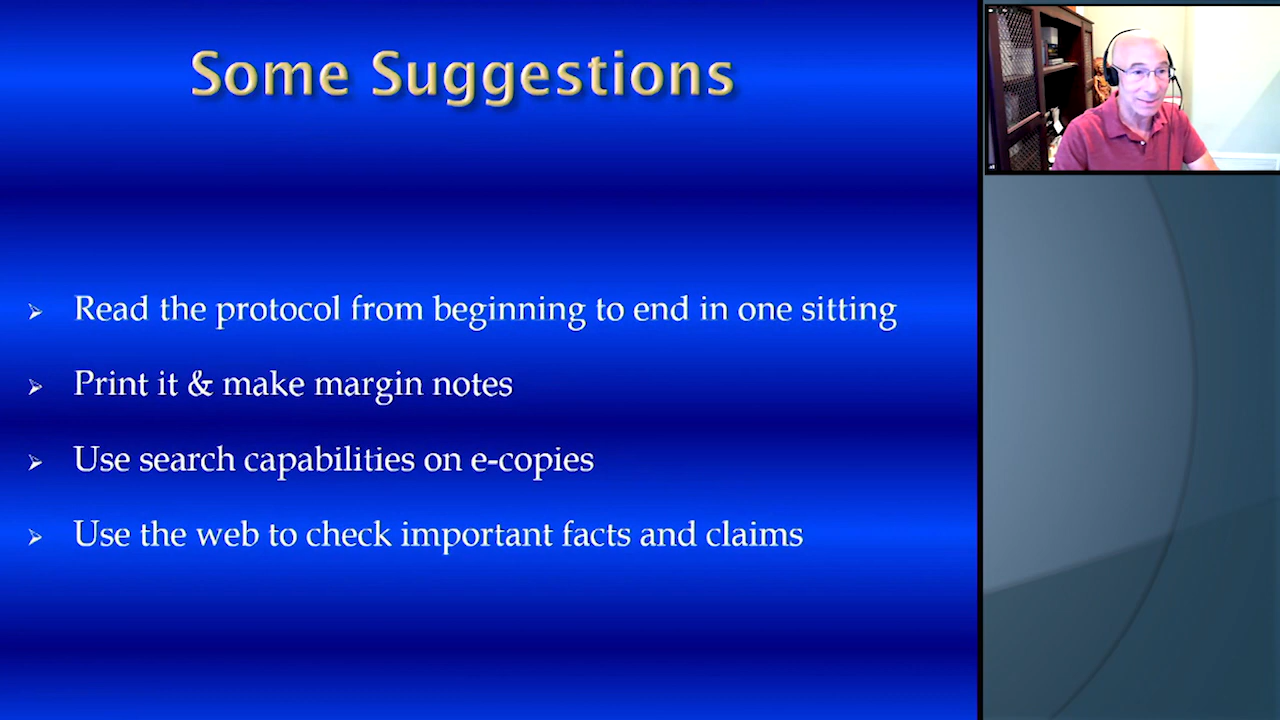 Some Suggestions
Read the protocol from beginning to end in one sitting
Print it & make margin notes
Use search capabilities on e-copies
Use the web to check important facts and claims